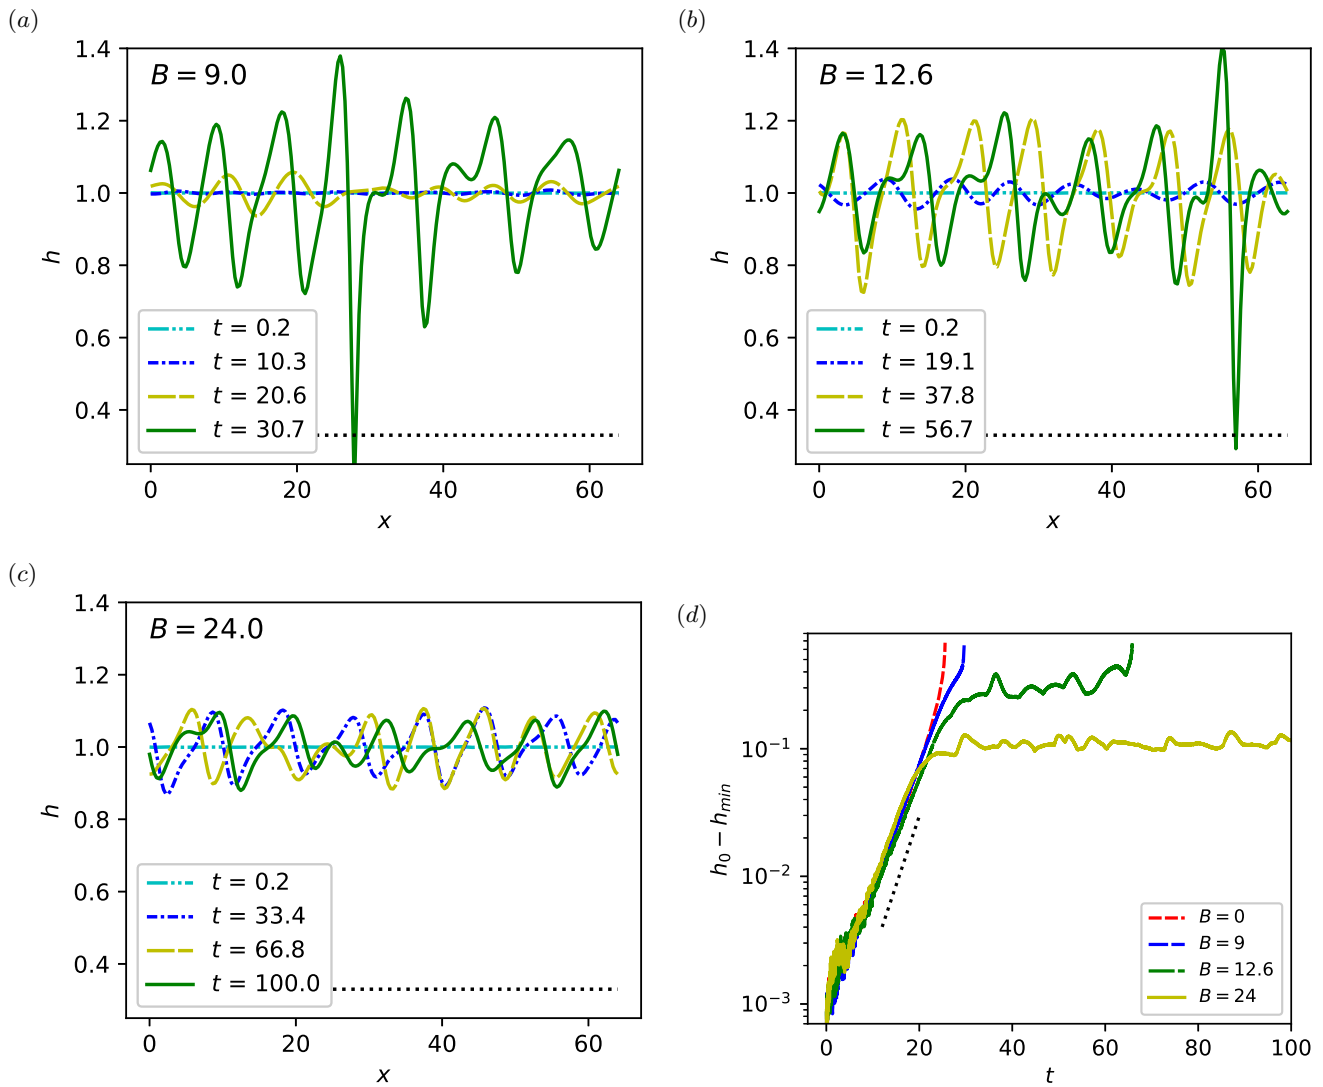 (a)
B = 9.0
1.4
1.2
1.0
0.8
0.6
0.4
h
t = 0.2
t = 10.3
t = 20.6
t = 30.7
0
20
40
60
x
(b)
B = 12.6
1.4
1.2
1.0
0.8
0.6
0.4
h
t = 0.2
t = 19.1
t = 37.8
t = 56.7
0
20
40
60
x
(c)
B = 24.0
1.4
1.2
1.0
0.8
0.6
0.4
h
t = 0.2
t = 33.4
t = 66.8
t = 100.0
0
20
40
60
x
(d)
10⁻¹
10⁻²
10⁻³
h₀ − hₘᵢₙ
B = 0
B = 9
B = 12.6
B = 24
0
20
40
60
80
100
t